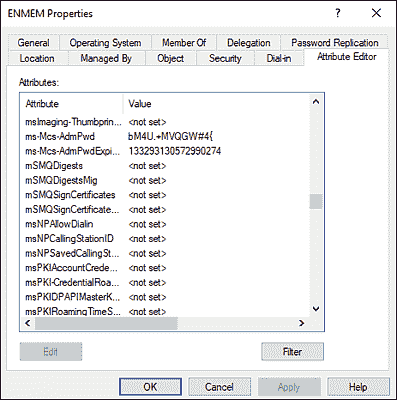 ENMEM Properties
General Operating System Member Of Delegation Password Replication
Location Managed By Object Security Dial-in Attribute Editor
Attributes:
Attribute Value
msImaging-Thumbprin... <not set>
ms-Mcs-AdmPwd bM4U.+MVQGW#4{
ms-Mcs-AdmPwdExpi... 133293130572990274
mSMQDigests <not set>
mSMQDigestsMig <not set>
mSMQSignCertificates <not set>
mSMQSignCertificate... <not set>
msNPAllowDialin <not set>
msNPCallingStationID <not set>
msNPSavedCallingSt... <not set>
msPKIAccountCrede... <not set>
msPKI-CredentialRoa... <not set>
msPKIDPAPIMasterK... <not set>
msPKIRoamingTimeS... <not set>
Edit Filter
OK Cancel Apply Help